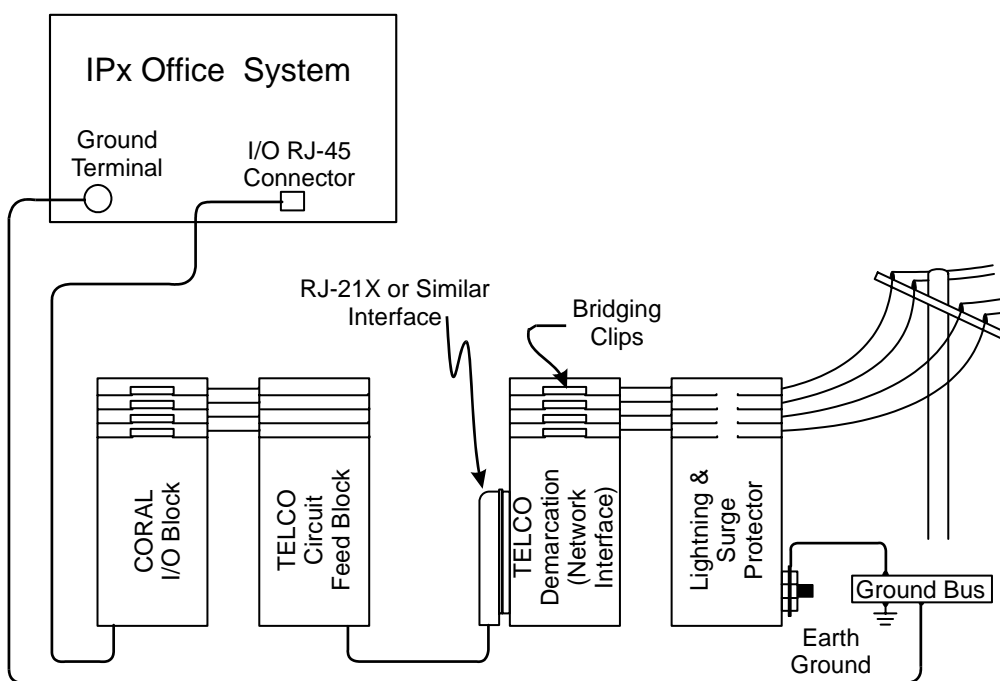 IPx Office System
Ground
Terminal
I/O RJ-45
Connector
RJ-21X or Similar
Interface
Bridging
Clips
CORAL
I/O Block
TELCO
Circuit
Feed Block
TELCO
Demarcation
(Network
Interface)
Lightning &
Surge
Protector
Ground Bus
Earth
Ground